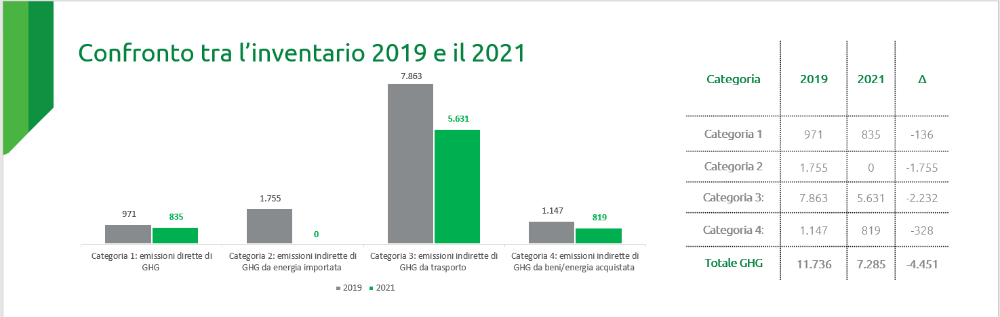 Confronto tra l’inventario 2019 e il 2021
7.863
5.631
1.755
1.147
971
835
819
0
Categoria 1: emissioni dirette di
GHG
Categoria 2: emissioni indirette di
GHG da energia importata
Categoria 3: emissioni indirette di
GHG da trasporto
Categoria 4: emissioni indirette di
GHG da beni/energia acquistata
2019 2021
Categoria 2019 2021 Δ
Categoria 1 971 835 -136
Categoria 2 1.755 0 -1.755
Categoria 3: 7.863 5.631 -2.232
Categoria 4: 1.147 819 -328
Totale GHG 11.736 7.285 -4.451